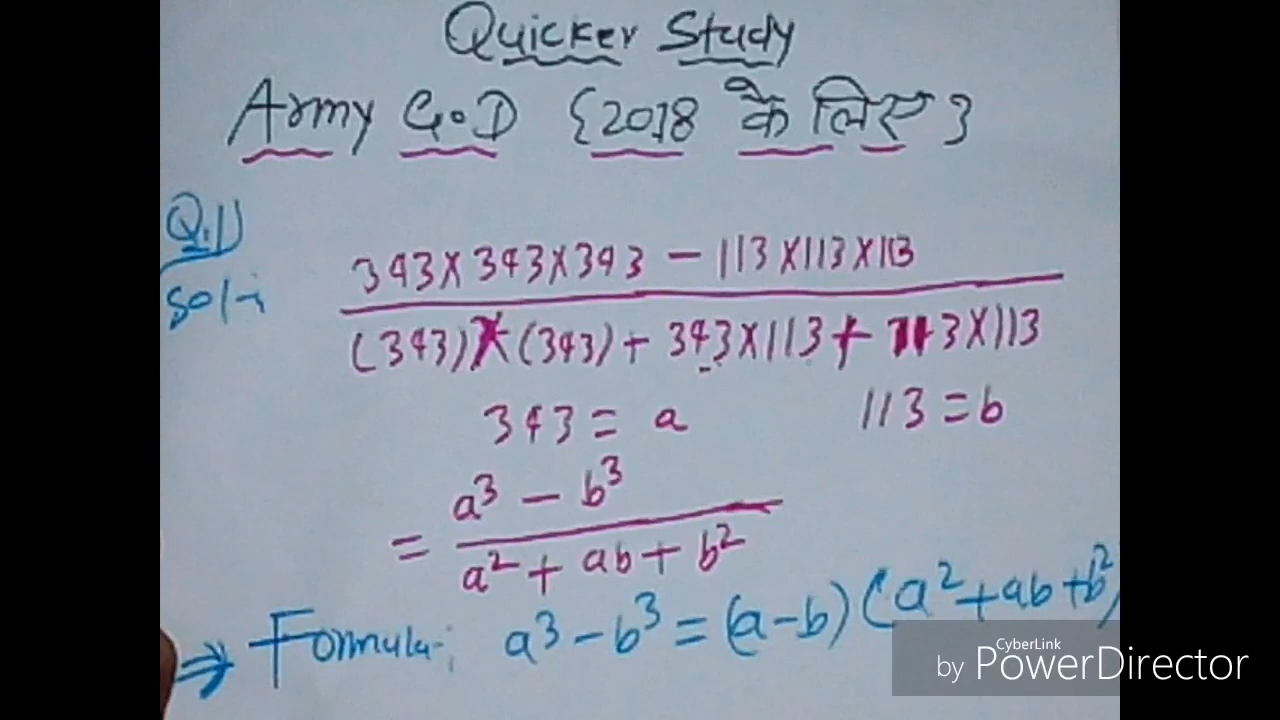 Quicker Study
Army G.D {2018 के लिए}
Q.1)
Sol-:
343×343×343 - 113×113×113
(343)×(343) + 343×113 + 113×113
343 = a 113 = b
a³ - b³
= a² + ab + b²
⇒ Formula-: a³ - b³ = (a-b) (a² + ab + b²)
CyberLink
by PowerDirector